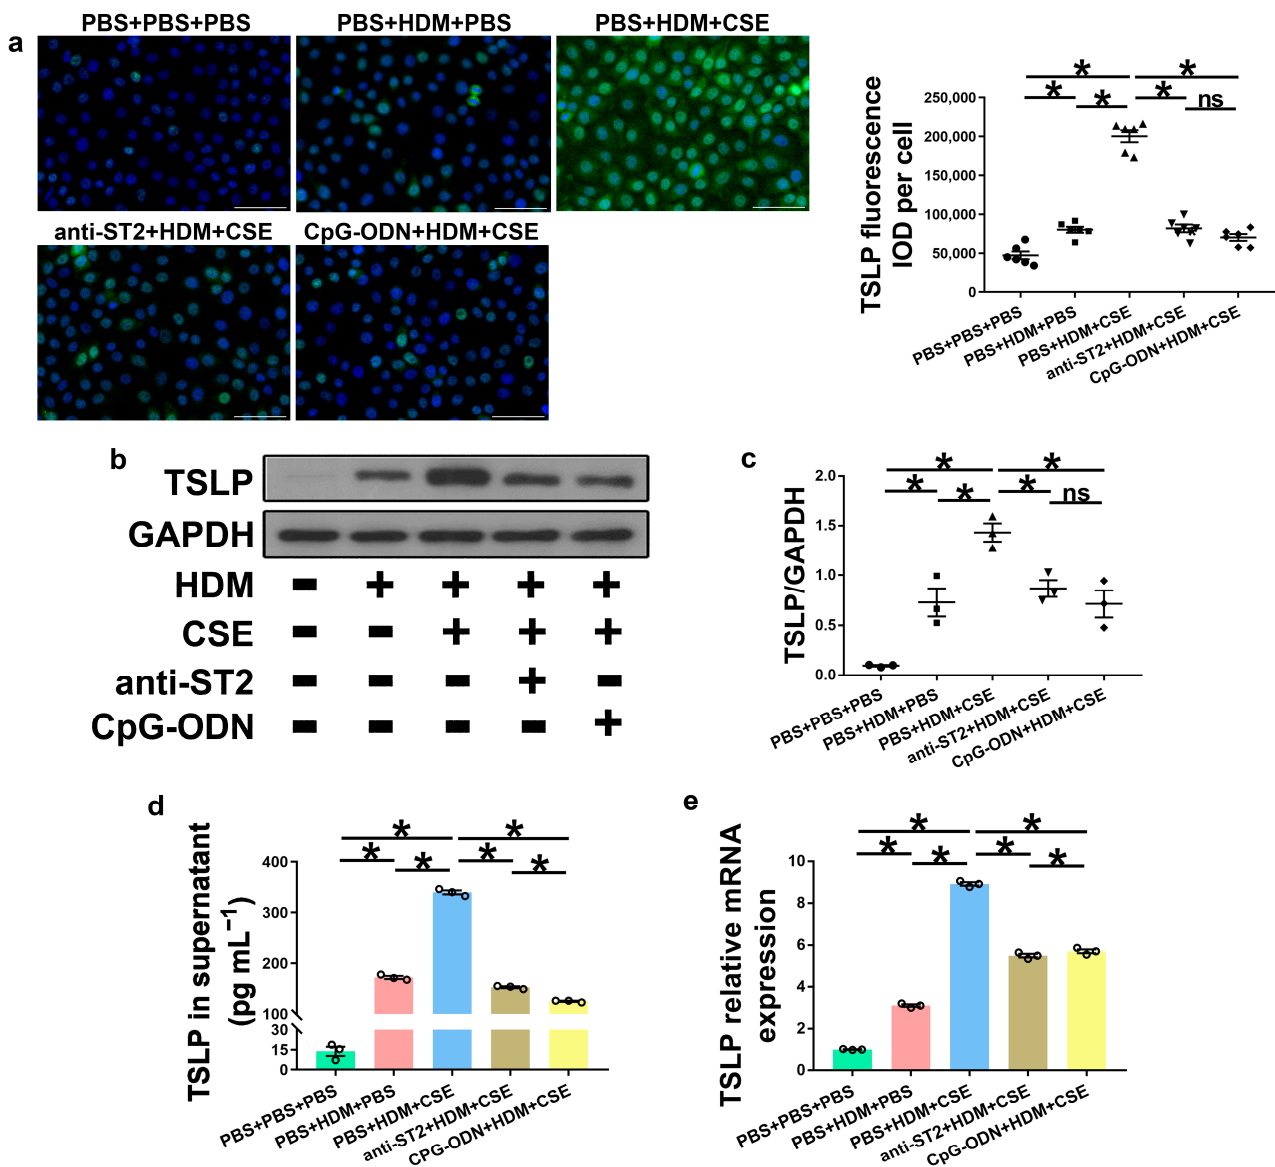 a
PBS+PBS+PBS
PBS+HDM+PBS
PBS+HDM+CSE
anti-ST2+HDM+CSE
CpG-ODN+HDM+CSE
TSLP fluorescence
IOD per cell
250,000
200,000
150,000
100,000
50,000
0
* * * * * ns
PBS+PBS+PBS
PBS+HDM+PBS
PBS+HDM+CSE
anti-ST2+HDM+CSE
CpG-ODN+HDM+CSE
b
TSLP
GAPDH
HDM - + + + +
CSE - - + + +
anti-ST2 - - - + -
CpG-ODN - - - - +
c
TSLP/GAPDH
2.0
1.5
1.0
0.5
0.0
* * * * * ns
PBS+PBS+PBS
PBS+HDM+PBS
PBS+HDM+CSE
anti-ST2+HDM+CSE
CpG-ODN+HDM+CSE
d
TSLP in supernatant
(pg mL⁻¹)
400
300
200
100
30
15
0
* * * * * *
PBS+PBS+PBS
PBS+HDM+PBS
PBS+HDM+CSE
anti-ST2+HDM+CSE
CPG-ODN+HDM+CSE
e
TSLP relative mRNA
expression
10
8
6
4
2
0
* * * * * *
PBS+PBS+PBS
PBS+HDM+PBS
PBS+HDM+CSE
anti-ST2+HDM+CSE
CpG-ODN+HDM+CSE